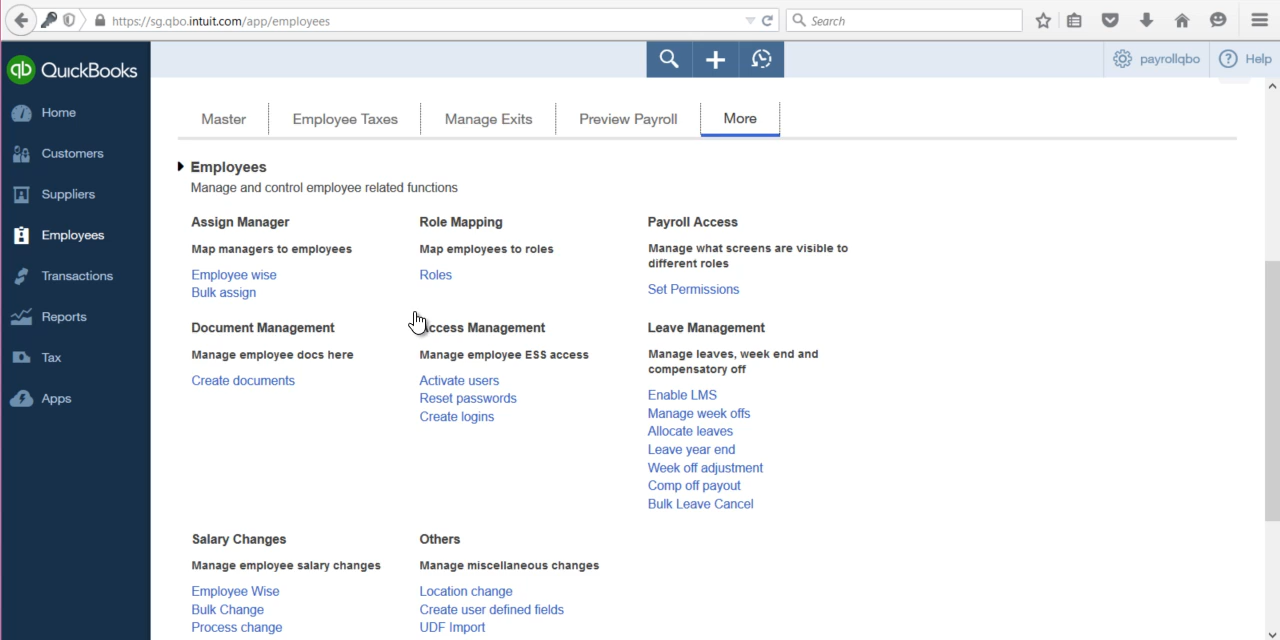 https://sg.qbo.intuit.com/app/employees
Search
qb QuickBooks
payrollqbo
Help
Home
Customers
Suppliers
Employees
Transactions
Reports
Tax
Apps
Master
Employee Taxes
Manage Exits
Preview Payroll
More
Employees
Manage and control employee related functions
Assign Manager
Map managers to employees
Employee wise
Bulk assign
Role Mapping
Map employees to roles
Roles
Payroll Access
Manage what screens are visible to
different roles
Set Permissions
Document Management
Manage employee docs here
Create documents
Access Management
Manage employee ESS access
Activate users
Reset passwords
Create logins
Leave Management
Manage leaves, week end and
compensatory off
Enable LMS
Manage week offs
Allocate leaves
Leave year end
Week off adjustment
Comp off payout
Bulk Leave Cancel
Salary Changes
Manage employee salary changes
Employee Wise
Bulk Change
Process change
Others
Manage miscellaneous changes
Location change
Create user defined fields
UDF Import